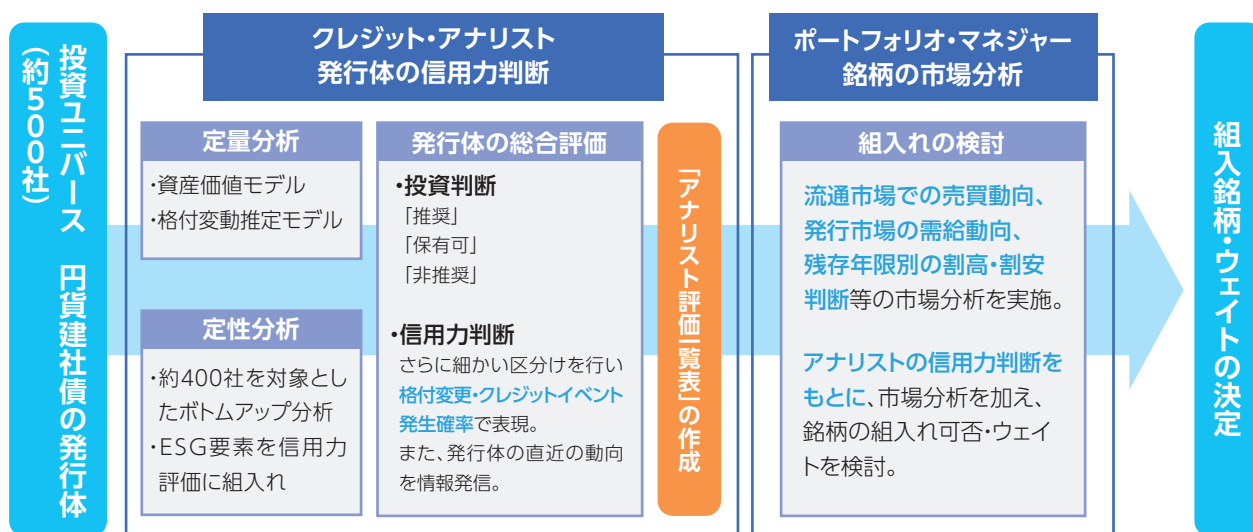 投資ユニバース　円貨建社債の発行体
（約500社）
クレジット・アナリスト
発行体の信用力判断
定量分析
・資産価値モデル
・格付変動推定モデル
定性分析
・約400社を対象とし
たボトムアップ分析
・ESG要素を信用力
評価に組入れ
発行体の総合評価
・投資判断
「推奨」
「保有可」
「非推奨」
・信用力判断
さらに細かい区分けを行い
格付変更・クレジットイベント
発生確率で表現。
また、発行体の直近の動向
を情報発信。
「アナリスト評価一覧表」の作成
ポートフォリオ・マネジャー
銘柄の市場分析
組入れの検討
流通市場での売買動向、
発行市場の需給動向、
残存年限別の割高・割安
判断等の市場分析を実施。
アナリストの信用力判断を
もとに、市場分析を加え、
銘柄の組入れ可否・ウェイ
トを検討。
組入銘柄・ウェイトの決定